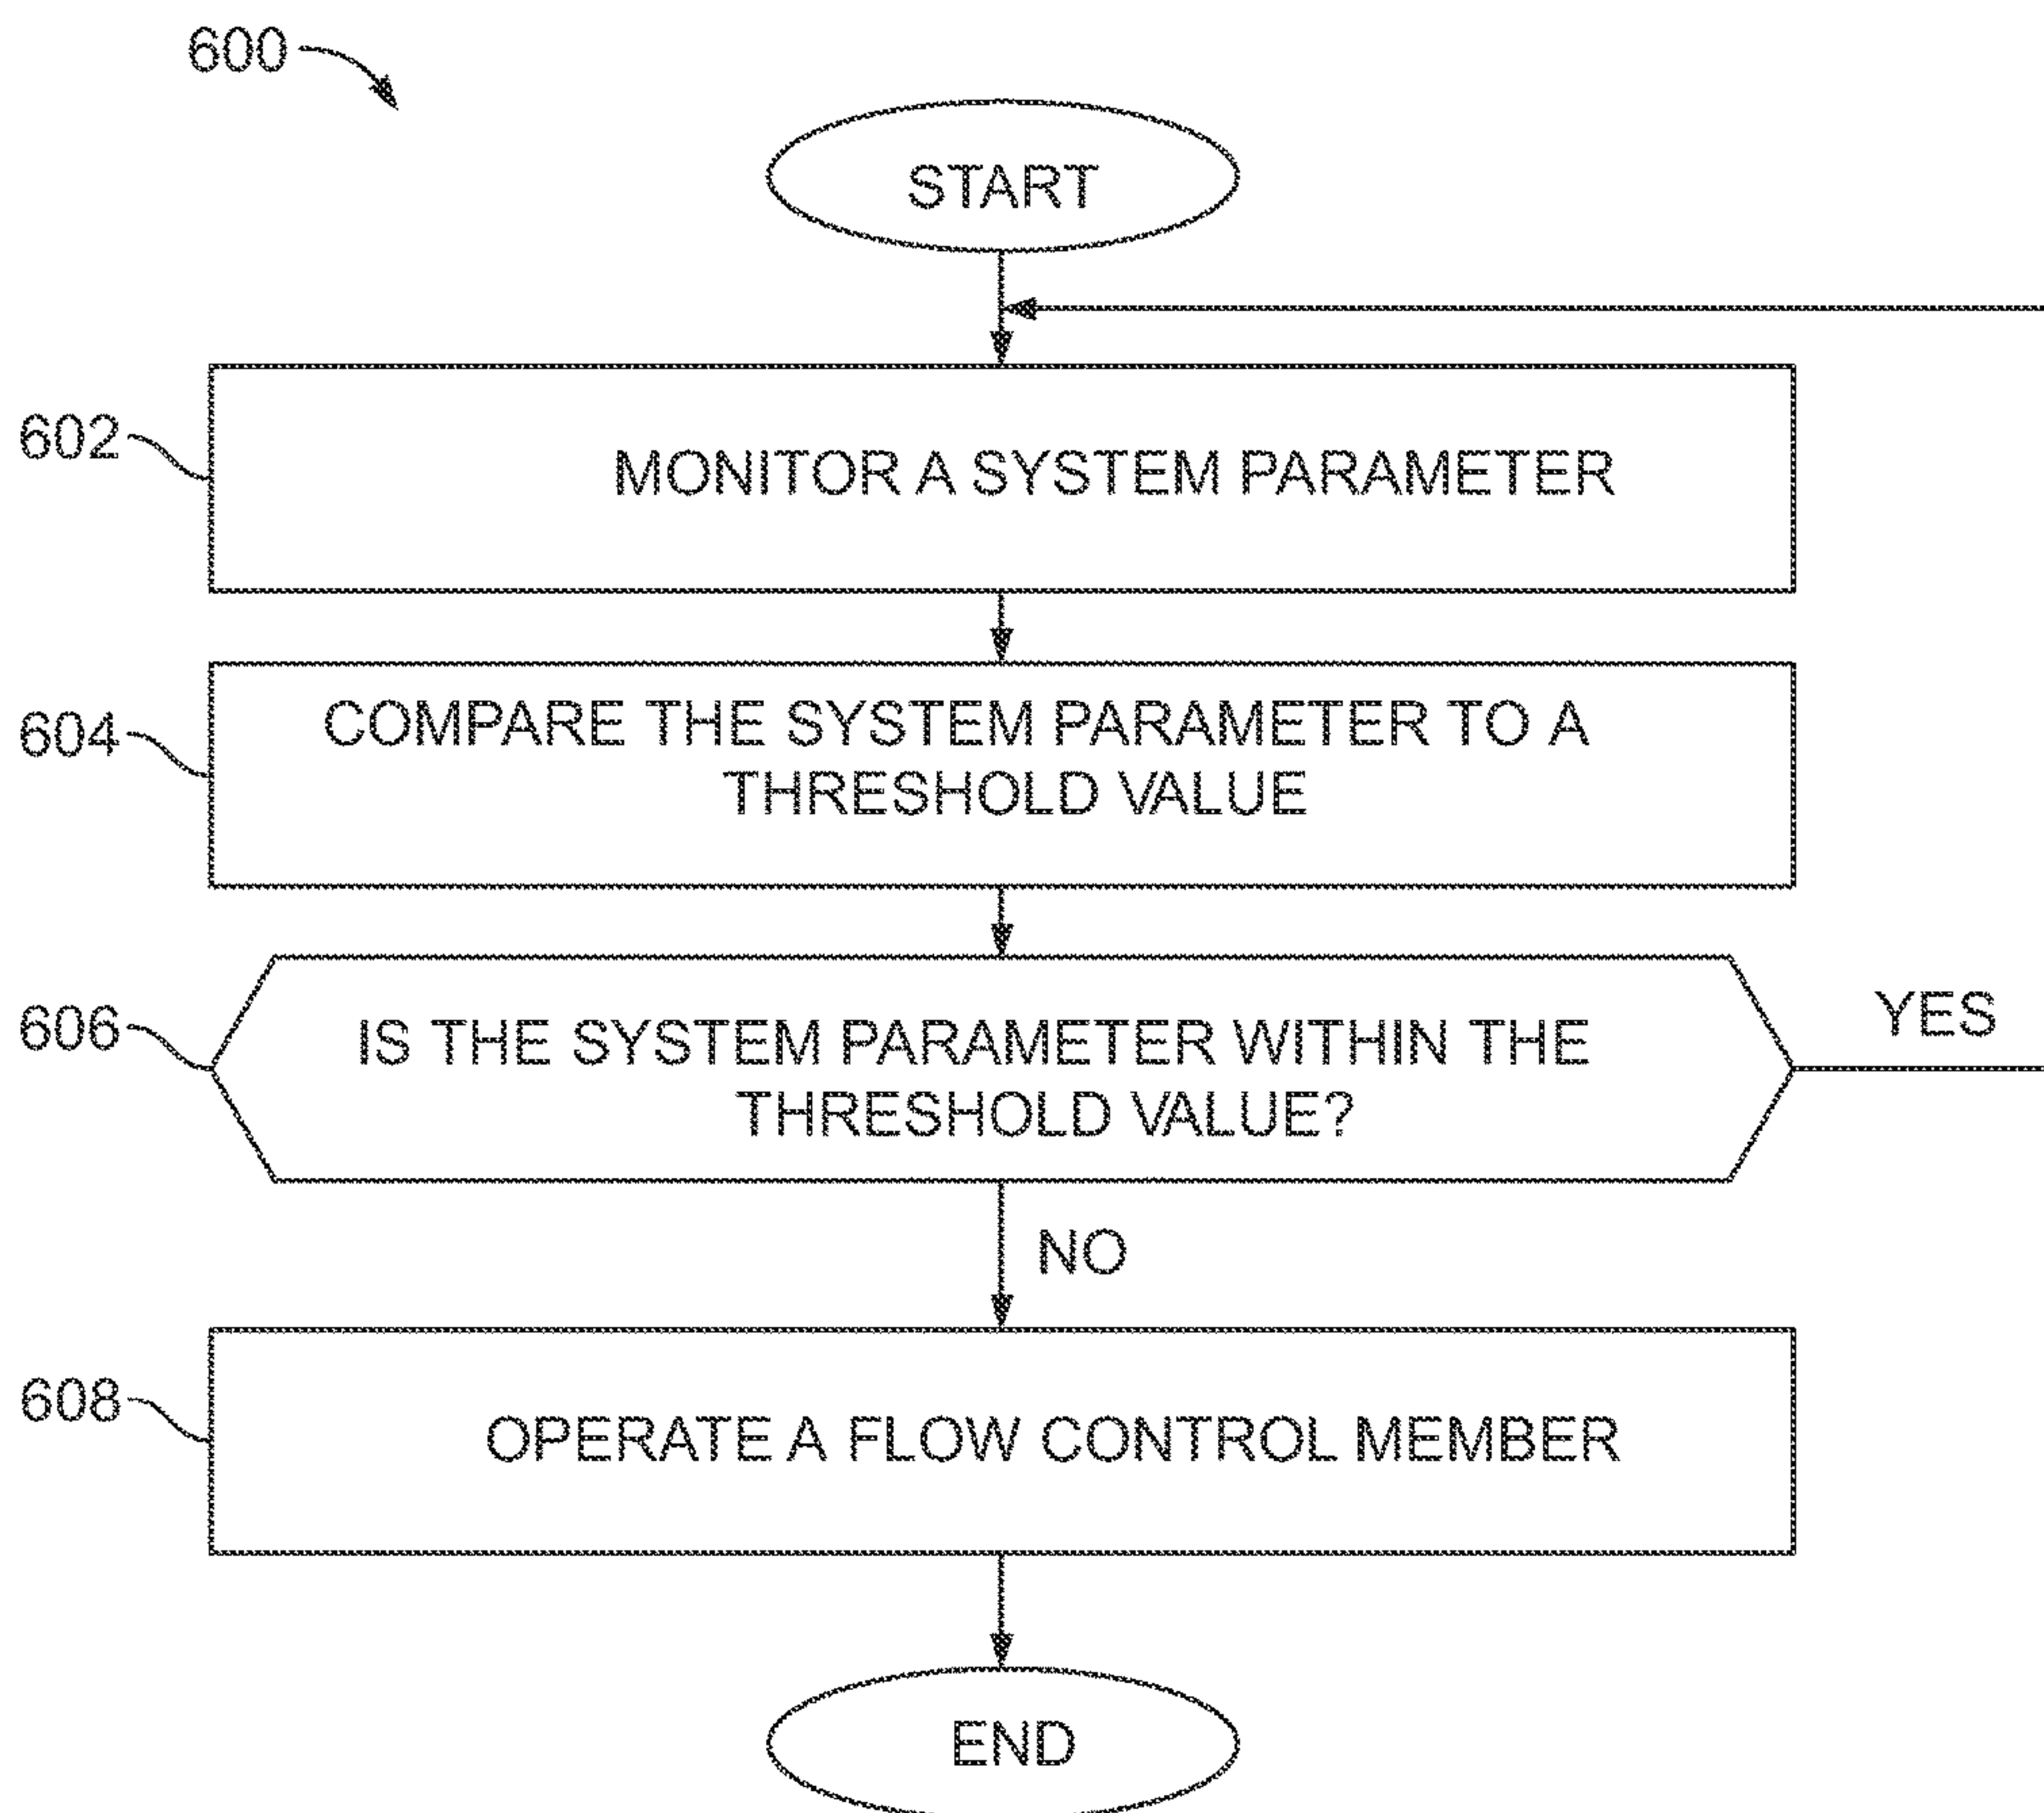 600
START
602
MONITOR A SYSTEM PARAMETER
604
COMPARE THE SYSTEM PARAMETER TO A
THRESHOLD VALUE
606
IS THE SYSTEM PARAMETER WITHIN THE
THRESHOLD VALUE?
YES
NO
608
OPERATE A FLOW CONTROL MEMBER
END